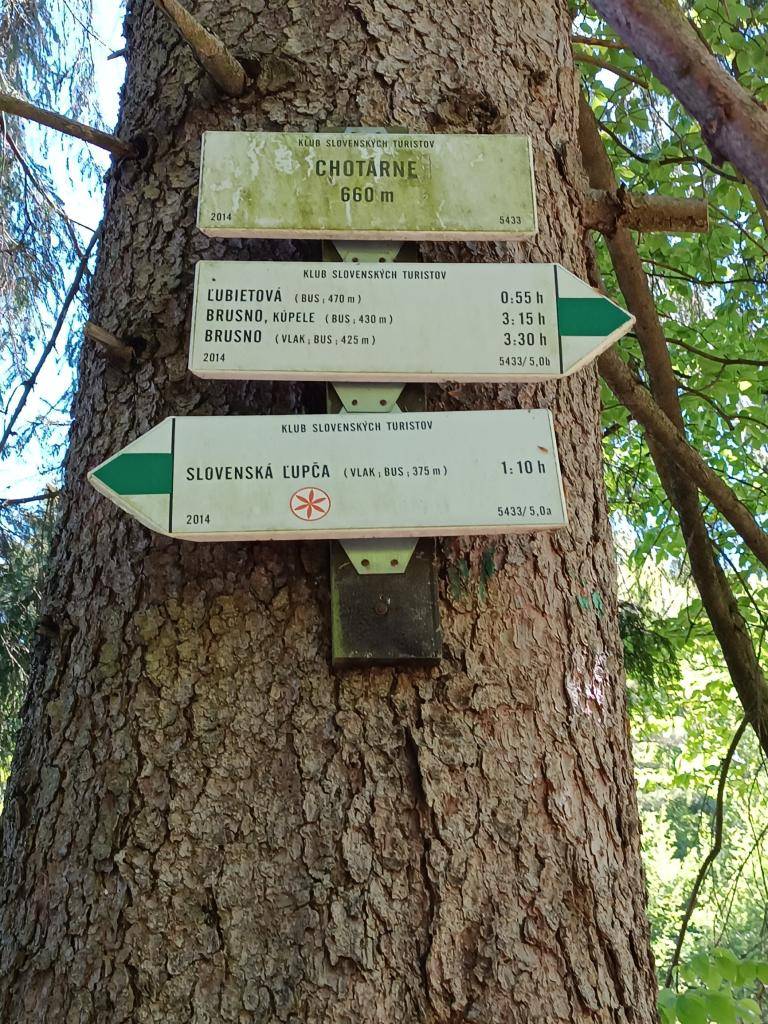 KLUB SLOVENSKÝCH TURISTOV
CHOTÁRNE
660 m
2014 5433
KLUB SLOVENSKÝCH TURISTOV
ĽUBIETOVÁ (BUS; 470 m) 0:55 h
BRUSNO, KÚPELE (BUS; 430 m) 3:15 h
BRUSNO (VLAK; BUS; 425 m) 3:30 h
2014 5433/5,0b
KLUB SLOVENSKÝCH TURISTOV
SLOVENSKÁ ĽUPČA (VLAK; BUS; 375 m) 1:10 h
2014 5433/5,0a